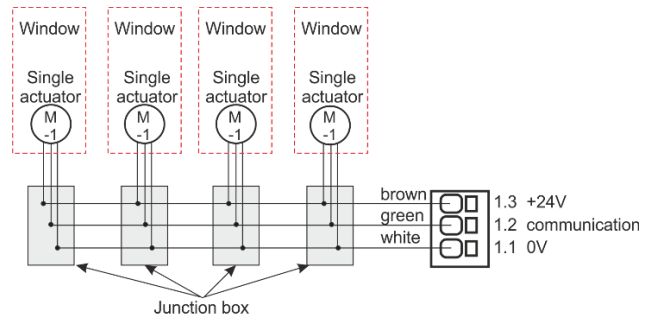 Window Window Window Window
Single Single Single Single
actuator actuator actuator actuator
M M M M
-1 -1 -1 -1
brown 1.3 +24V
green 1.2 communication
white 1.1 0V
Junction box